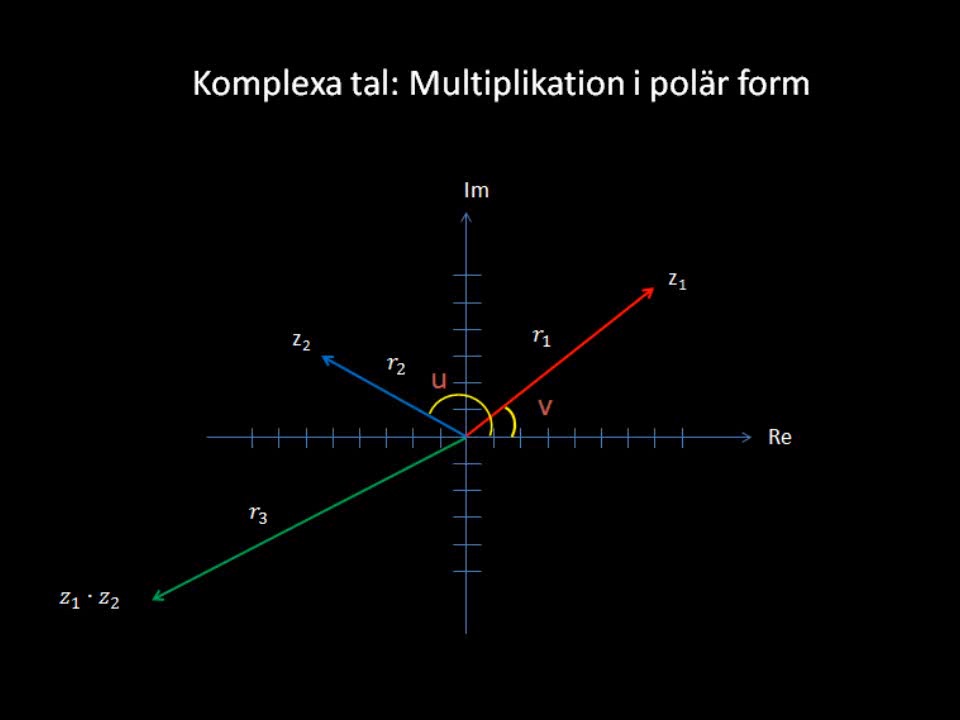 Komplexa tal: Multiplikation i polär form
Im
z₁
r₁
z₂
r₂
u
v
Re
r₃
z₁ · z₂